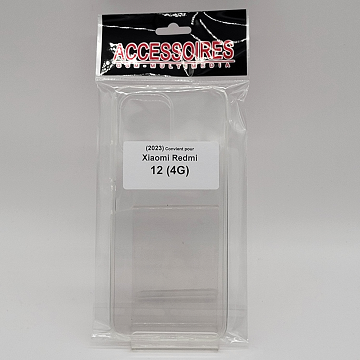 ACCESSOIRES
(2023) Convient pour
Xiaomi Redmi
12 (4G)